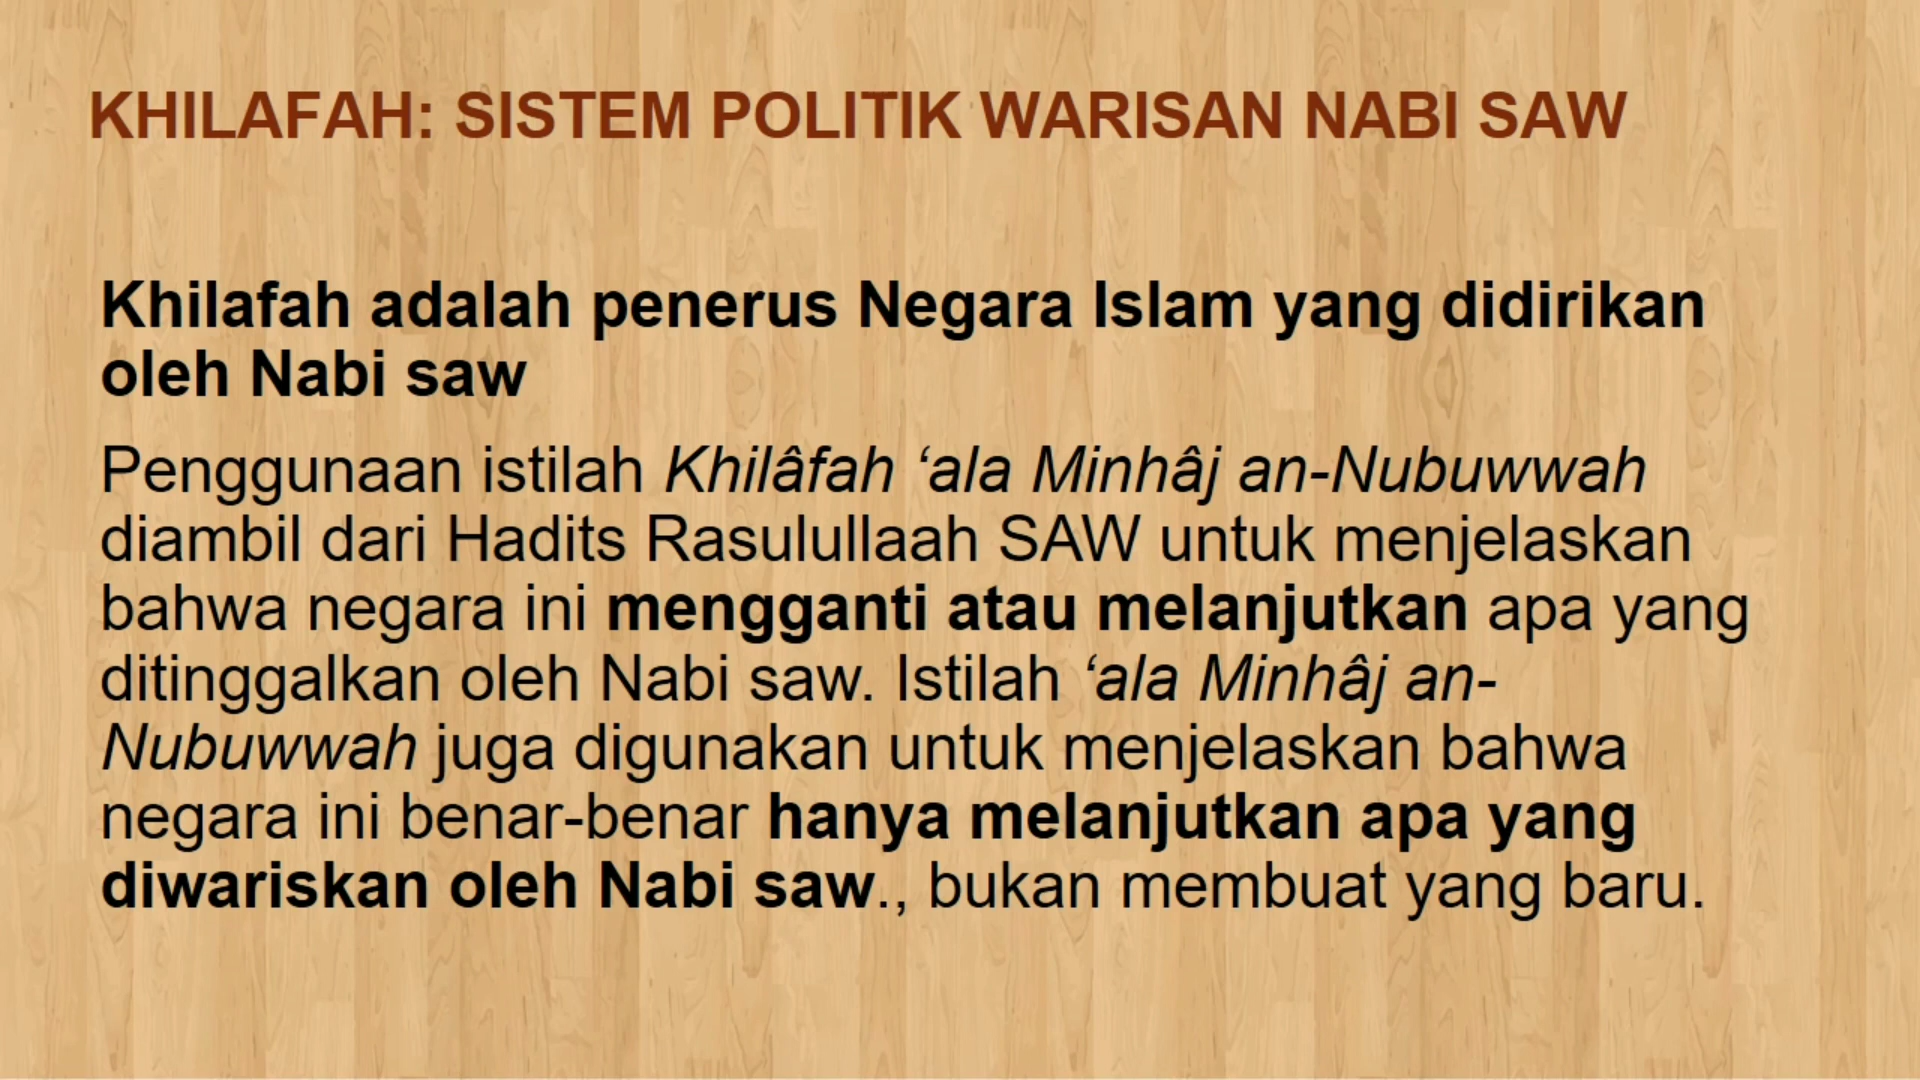 KHILAFAH: SISTEM POLITIK WARISAN NABI SAW
Khilafah adalah penerus Negara Islam yang didirikan
oleh Nabi saw
Penggunaan istilah Khilâfah ‘ala Minhâj an-Nubuwwah
diambil dari Hadits Rasulullaah SAW untuk menjelaskan
bahwa negara ini mengganti atau melanjutkan apa yang
ditinggalkan oleh Nabi saw. Istilah ‘ala Minhâj an-
Nubuwwah juga digunakan untuk menjelaskan bahwa
negara ini benar-benar hanya melanjutkan apa yang
diwariskan oleh Nabi saw., bukan membuat yang baru.